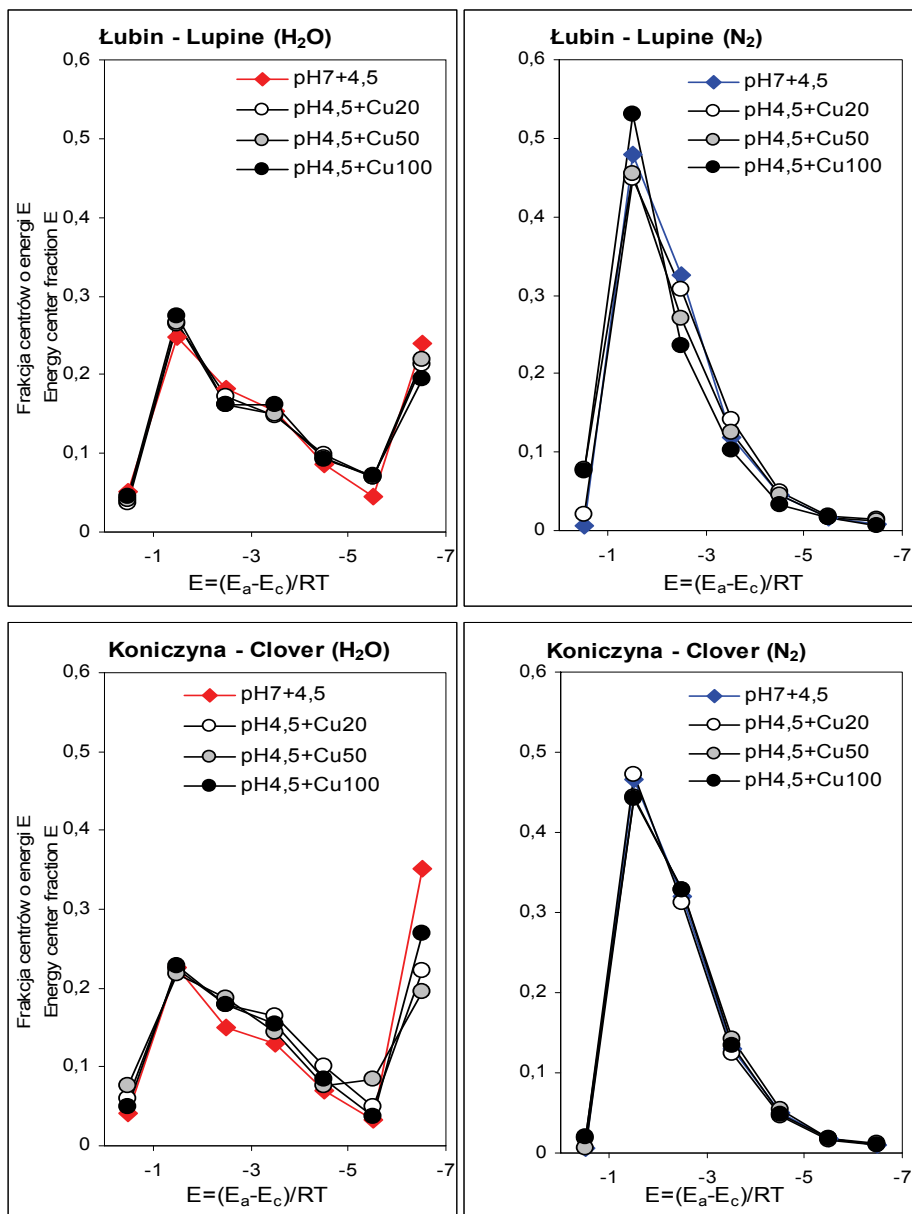 Łubin - Lupine (H₂O)
0,6
0,5
0,4
0,3
0,2
0,1
0
Frakcja centrów o energi E
Energy center fraction E
pH7+4,5
pH4,5+Cu20
pH4,5+Cu50
pH4,5+Cu100
-1
-3
-5
-7
E=(Eₐ-E꜀)/RT
Łubin - Lupine (N₂)
0,6
0,5
0,4
0,3
0,2
0,1
0
pH7+4,5
pH4,5+Cu20
pH4,5+Cu50
pH4,5+Cu100
-1
-3
-5
-7
E=(Eₐ-E꜀)/RT
Koniczyna - Clover (H₂O)
0,6
0,5
0,4
0,3
0,2
0,1
0
Frakcja centrów o energi E
Energy center fraction E
pH7+4,5
pH4,5+Cu20
pH4,5+Cu50
pH4,5+Cu100
-1
-3
-5
-7
E=(Eₐ-E꜀)/RT
Koniczyna - Clover (N₂)
0,6
0,5
0,4
0,3
0,2
0,1
0
pH7+4,5
pH4,5+Cu20
pH4,5+Cu50
pH4,5+Cu100
-1
-3
-5
-7
E=(Eₐ-E꜀)/RT